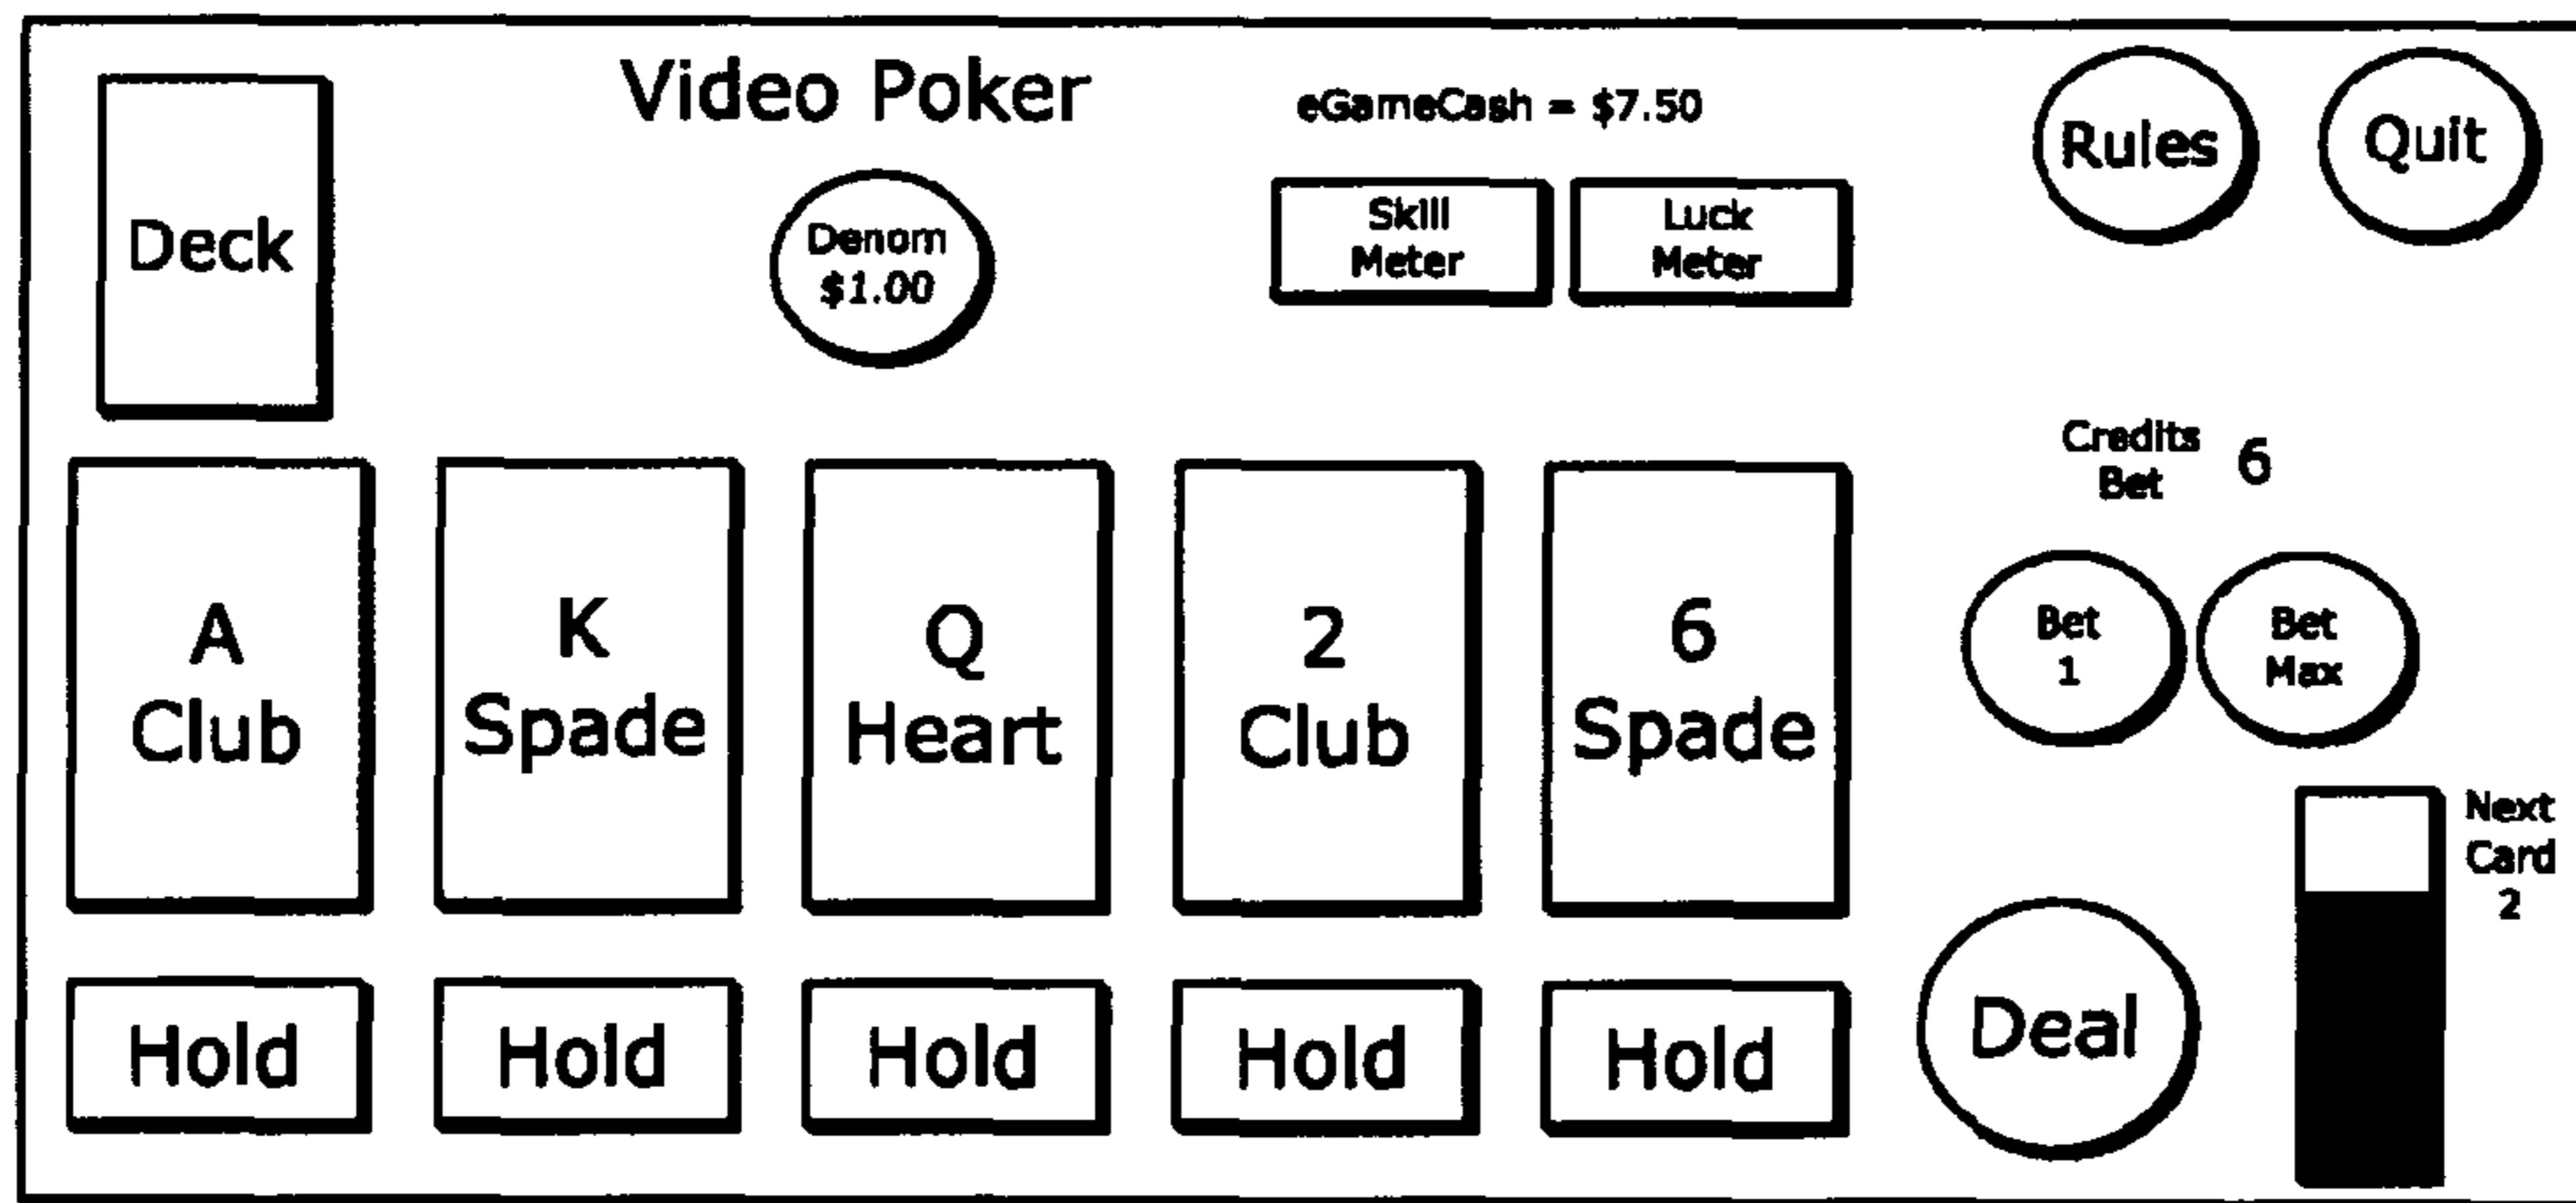 Video Poker
eGameCash = $7.50
Rules
Quit
Deck
Denom
$1.00
Skill
Meter
Luck
Meter
Credits
Bet
6
A
Club
K
Spade
Q
Heart
2
Club
6
Spade
Bet
1
Bet
Max
Next
Card
2
Hold
Hold
Hold
Hold
Hold
Deal